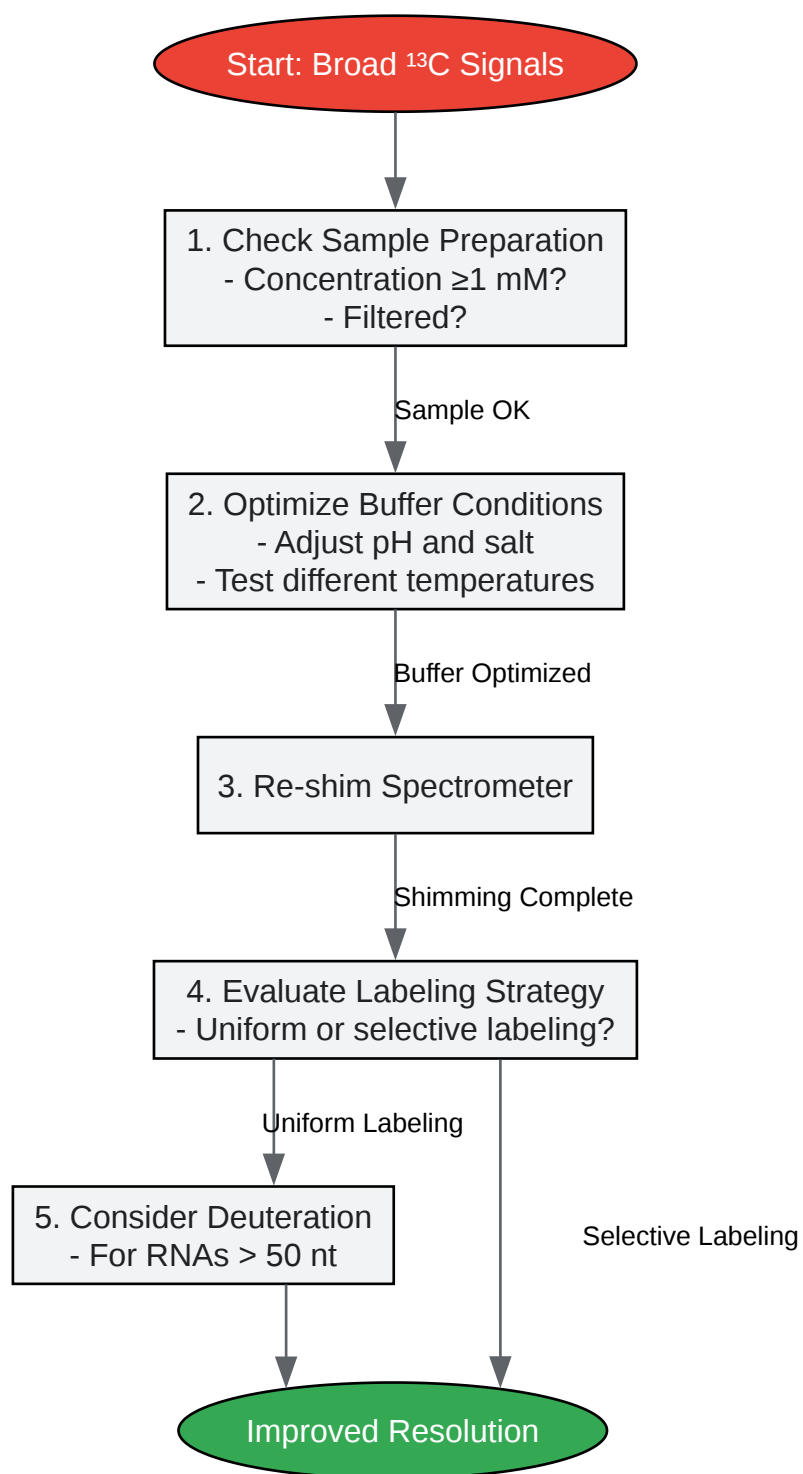 Start: Broad ¹³C Signals
1. Check Sample Preparation
- Concentration ≥1 mM?
- Filtered?
Sample OK
2. Optimize Buffer Conditions
- Adjust pH and salt
- Test different temperatures
Buffer Optimized
3. Re-shim Spectrometer
Shimming Complete
4. Evaluate Labeling Strategy
- Uniform or selective labeling?
Uniform Labeling
5. Consider Deuteration
- For RNAs > 50 nt
Selective Labeling
Improved Resolution